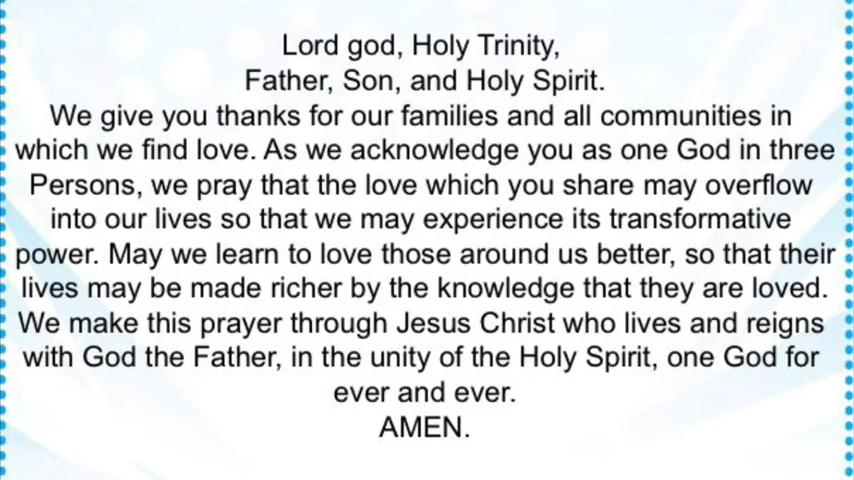 Lord god, Holy Trinity,
Father, Son, and Holy Spirit.
We give you thanks for our families and all communities in
which we find love. As we acknowledge you as one God in three
Persons, we pray that the love which you share may overflow
into our lives so that we may experience its transformative
power. May we learn to love those around us better, so that their
lives may be made richer by the knowledge that they are loved.
We make this prayer through Jesus Christ who lives and reigns
with God the Father, in the unity of the Holy Spirit, one God for
ever and ever.
AMEN.